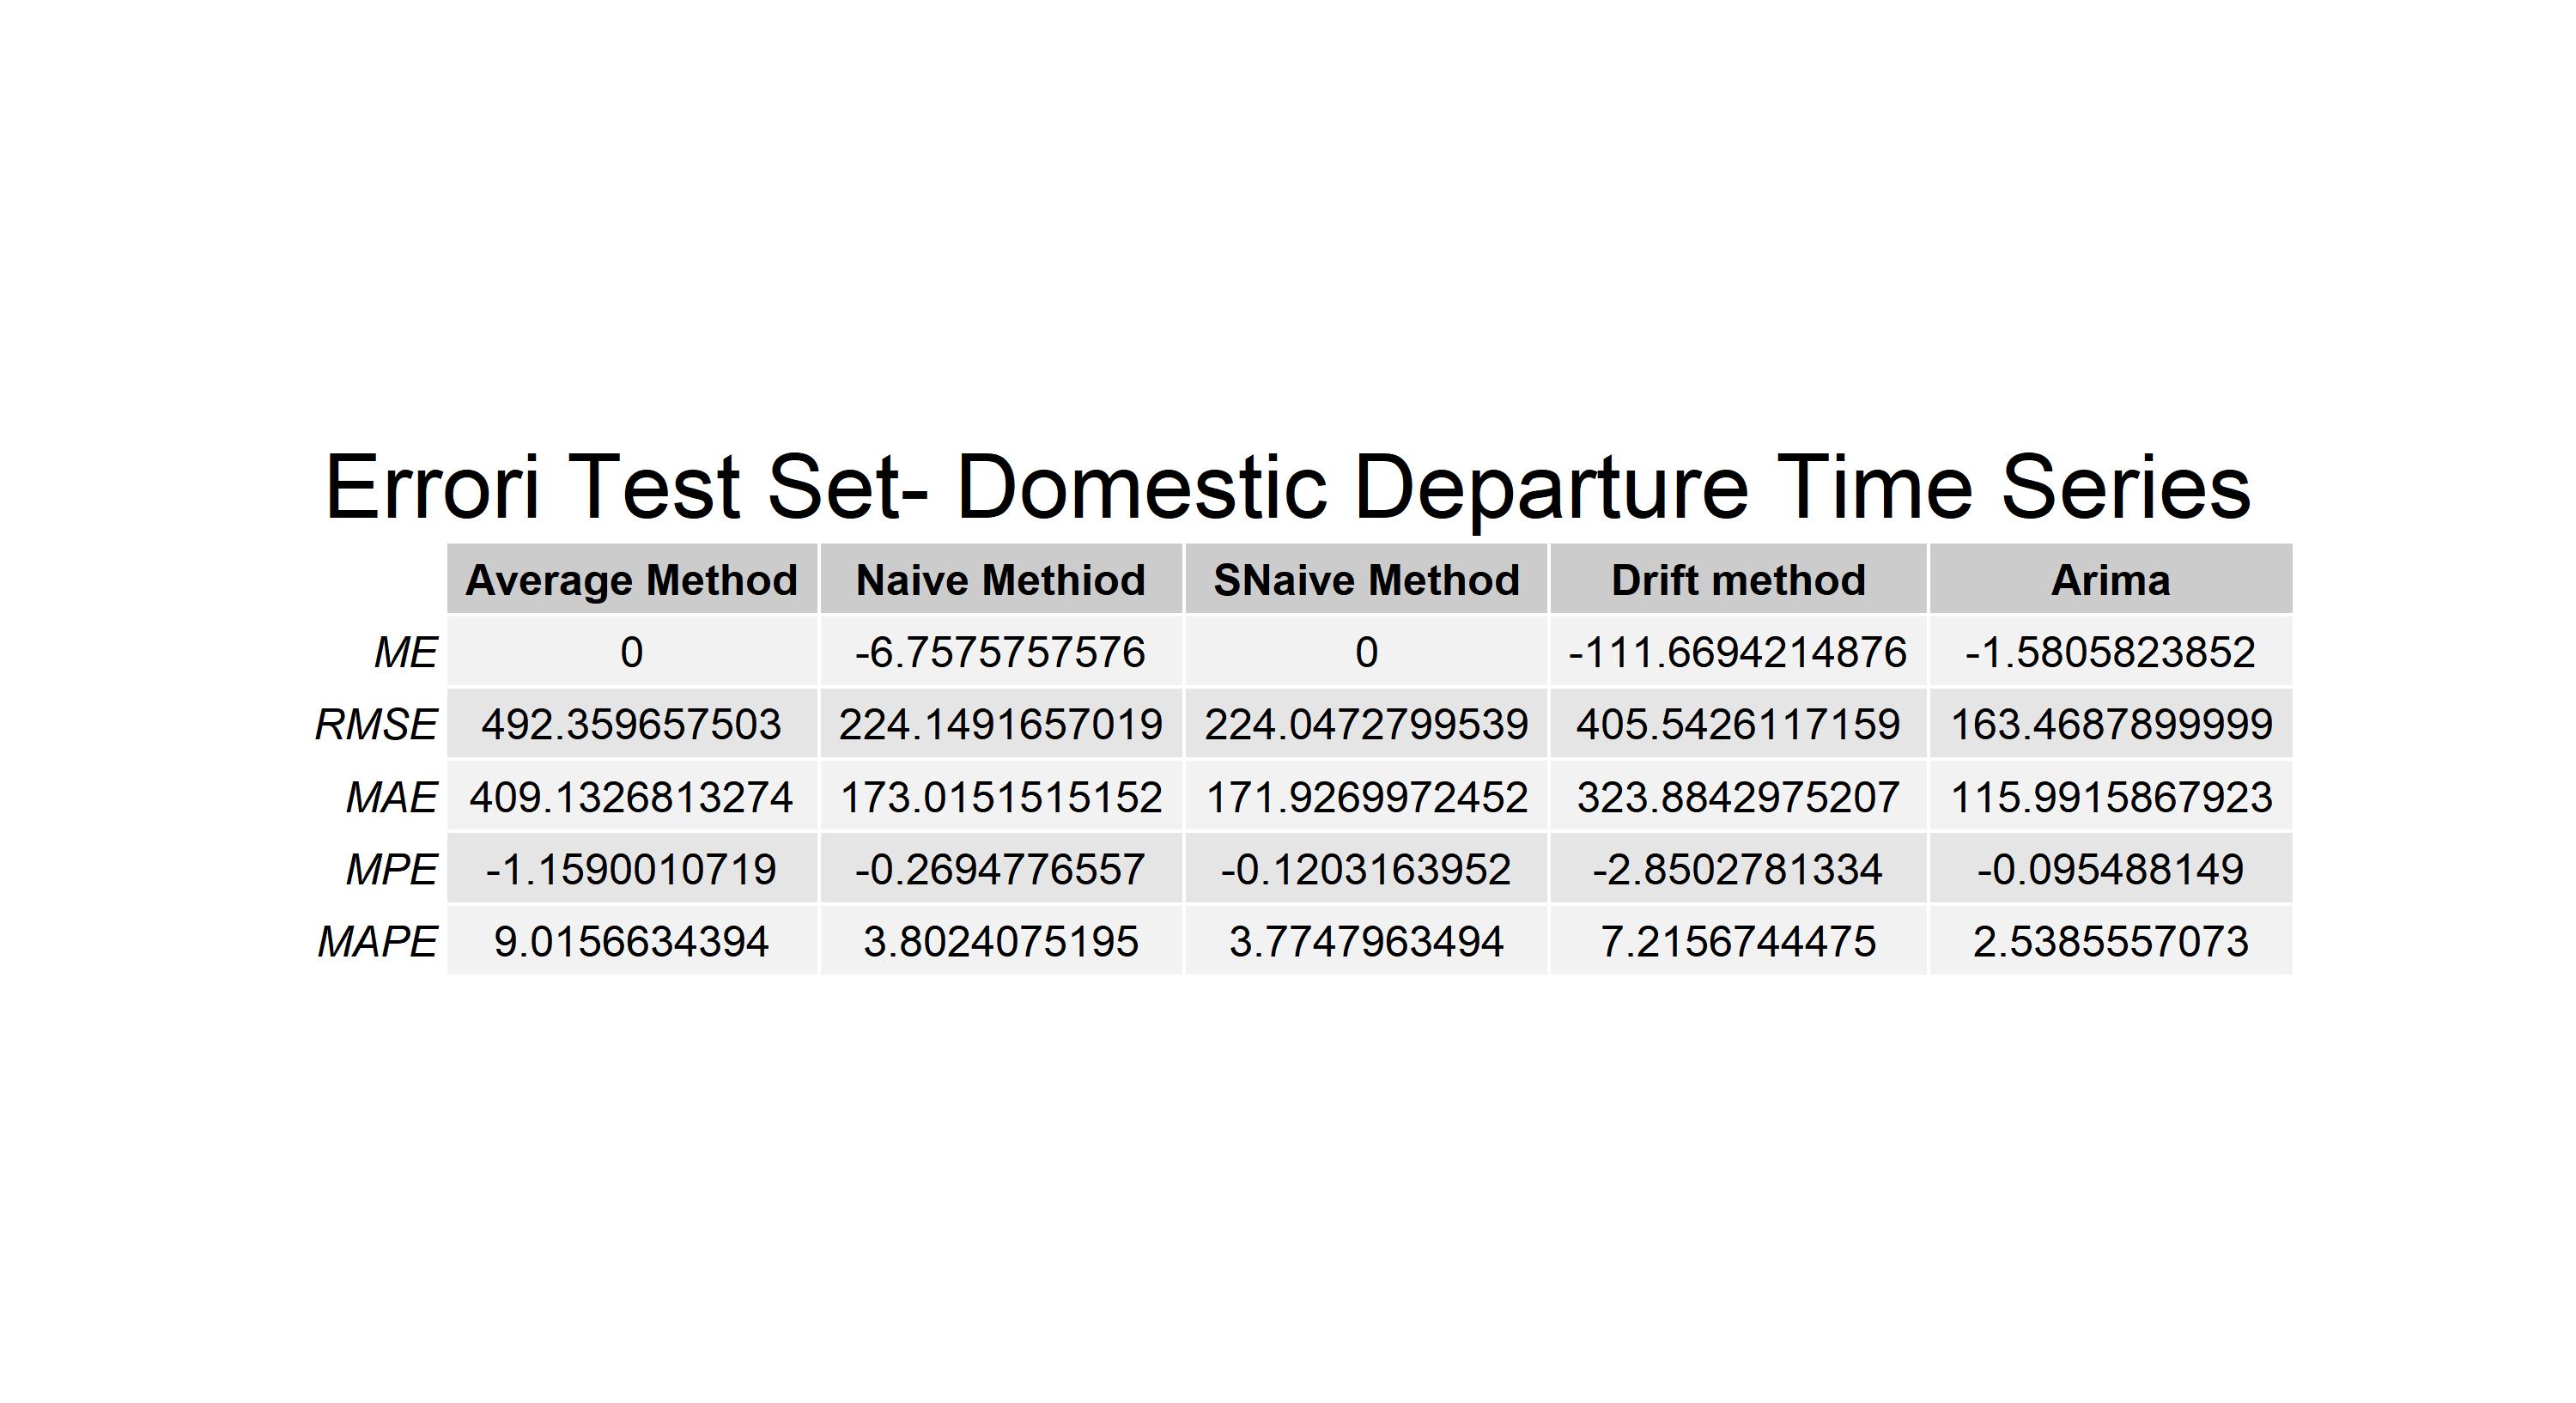 Errori Test Set- Domestic Departure Time Series
Average Method Naive Methiod SNaive Method Drift method Arima
ME 0 -6.7575757576 0 -111.6694214876 -1.5805823852
RMSE 492.359657503 224.1491657019 224.0472799539 405.5426117159 163.4687899999
MAE 409.1326813274 173.0151515152 171.9269972452 323.8842975207 115.9915867923
MPE -1.1590010719 -0.2694776557 -0.1203163952 -2.8502781334 -0.095488149
MAPE 9.0156634394 3.8024075195 3.7747963494 7.2156744475 2.5385557073